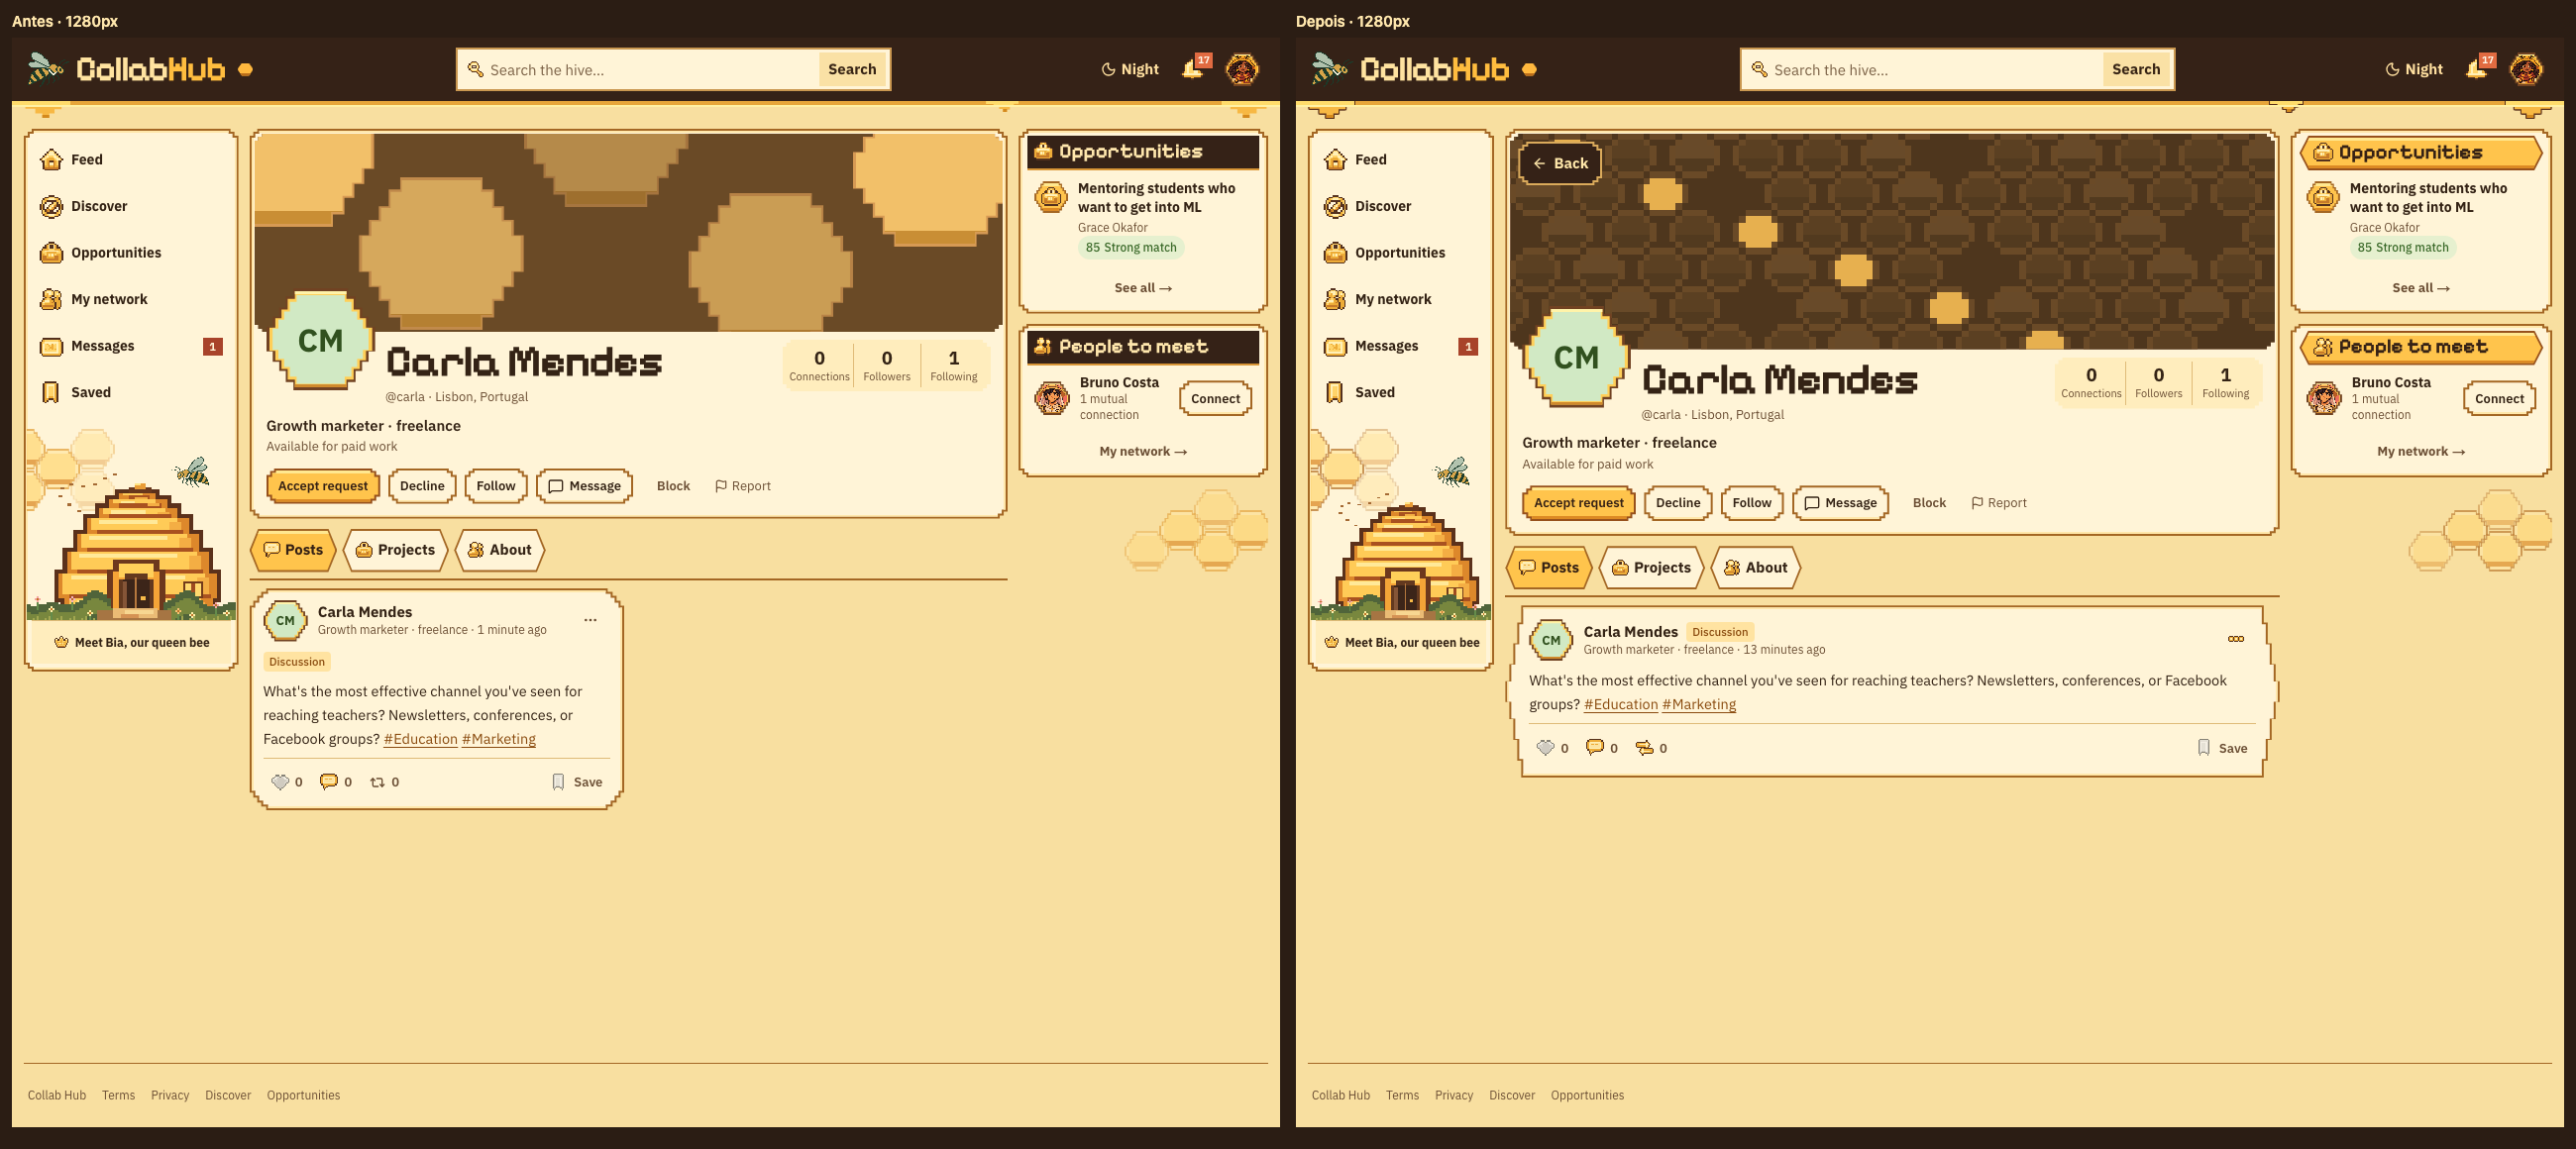 Antes · 1280px
CollabHub
Search the hive...
Search
Night
17
Feed
Discover
Opportunities
My network
Messages
1
Saved
Meet Bia, our queen bee
CM
Carla Mendes
@carla · Lisbon, Portugal
0
Connections
0
Followers
1
Following
Growth marketer · freelance
Available for paid work
Accept request
Decline
Follow
Message
Block
Report
Posts
Projects
About
CM
Carla Mendes
Growth marketer · freelance · 1 minute ago
...
Discussion
What's the most effective channel you've seen for
reaching teachers? Newsletters, conferences, or
Facebook groups? #Education #Marketing
0
0
0
Save
Opportunities
Mentoring students who
want to get into ML
Grace Okafor
85 Strong match
See all →
People to meet
Bruno Costa
1 mutual
connection
Connect
My network →
Collab Hub
Terms
Privacy
Discover
Opportunities
Depois · 1280px
CollabHub
Search the hive...
Search
Night
17
Feed
Discover
Opportunities
My network
Messages
1
Saved
Meet Bia, our queen bee
← Back
CM
Carla Mendes
@carla · Lisbon, Portugal
0
Connections
0
Followers
1
Following
Growth marketer · freelance
Available for paid work
Accept request
Decline
Follow
Message
Block
Report
Posts
Projects
About
CM
Carla Mendes
Discussion
Growth marketer · freelance · 13 minutes ago
What's the most effective channel you've seen for reaching teachers? Newsletters, conferences, or Facebook
groups? #Education #Marketing
0
0
0
Save
Opportunities
Mentoring students who
want to get into ML
Grace Okafor
85 Strong match
See all →
People to meet
Bruno Costa
1 mutual
connection
Connect
My network →
Collab Hub
Terms
Privacy
Discover
Opportunities